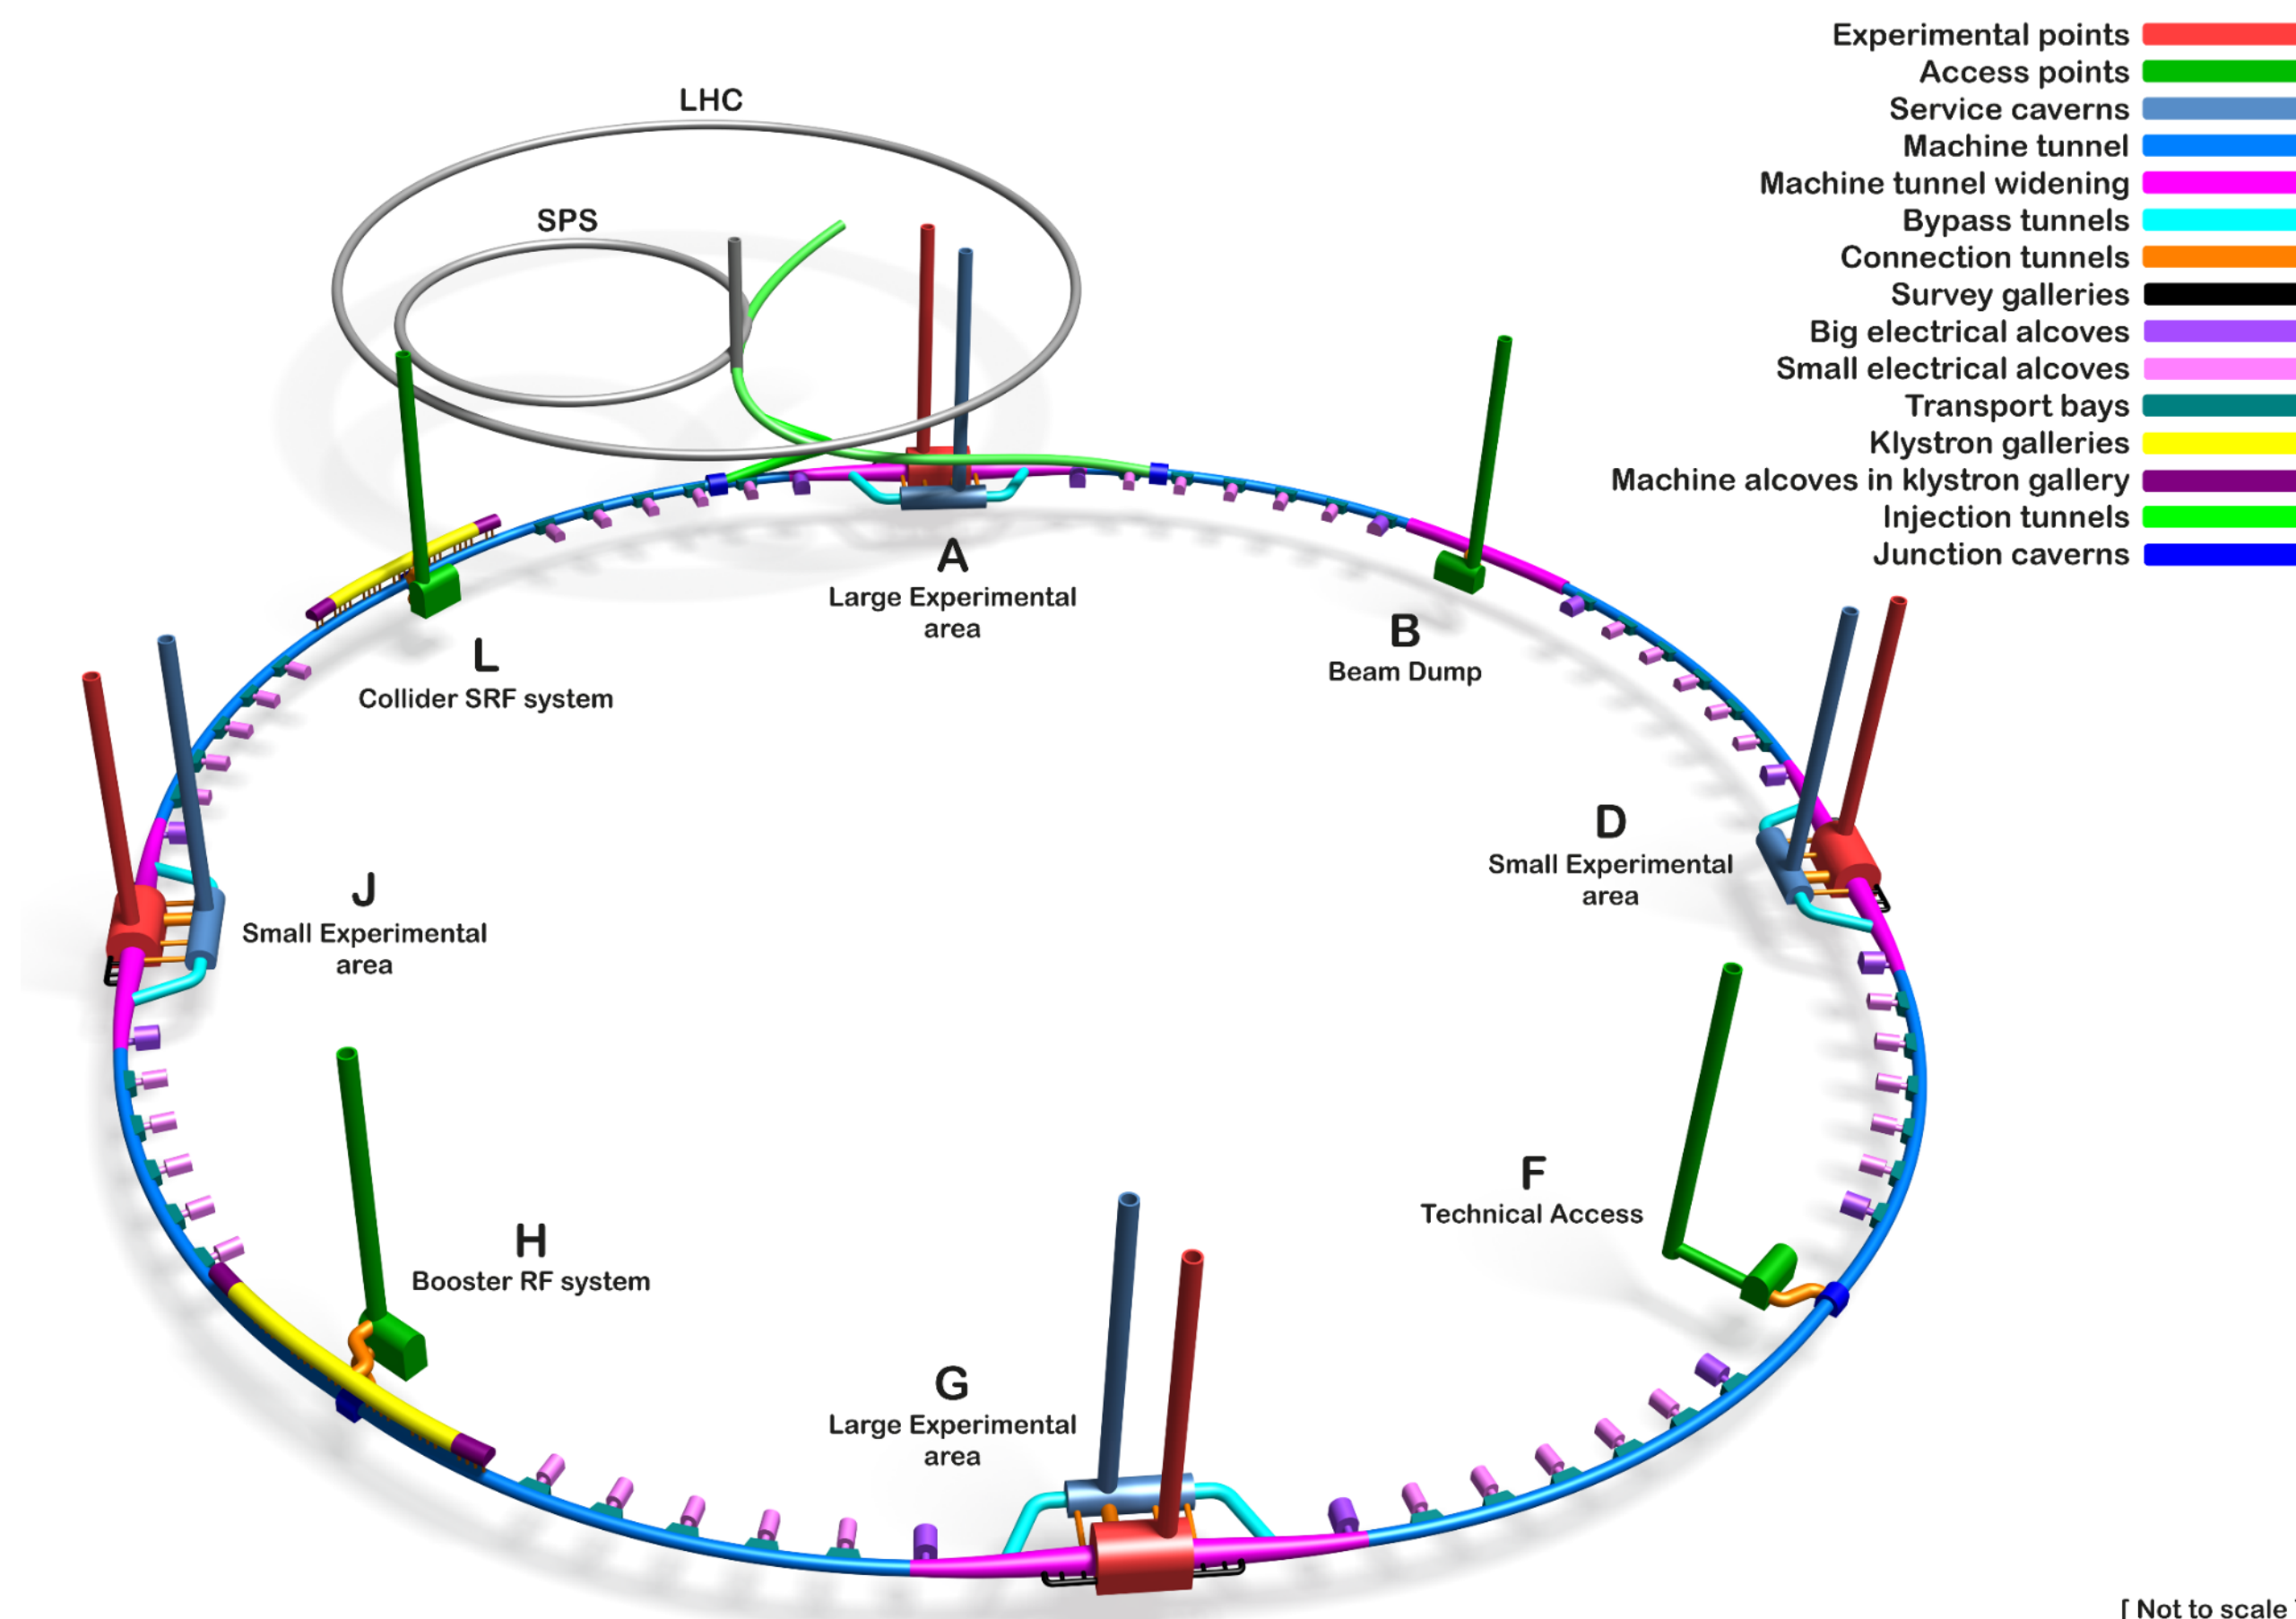 Experimental points
Access points
Service caverns
Machine tunnel
Machine tunnel widening
Bypass tunnels
Connection tunnels
Survey galleries
Big electrical alcoves
Small electrical alcoves
Transport bays
Klystron galleries
Machine alcoves in klystron gallery
Injection tunnels
Junction caverns
LHC
SPS
A
Large Experimental
area
B
Beam Dump
L
Collider SRF system
D
Small Experimental
area
J
Small Experimental
area
F
Technical Access
H
Booster RF system
G
Large Experimental
area
[ Not to scale ]